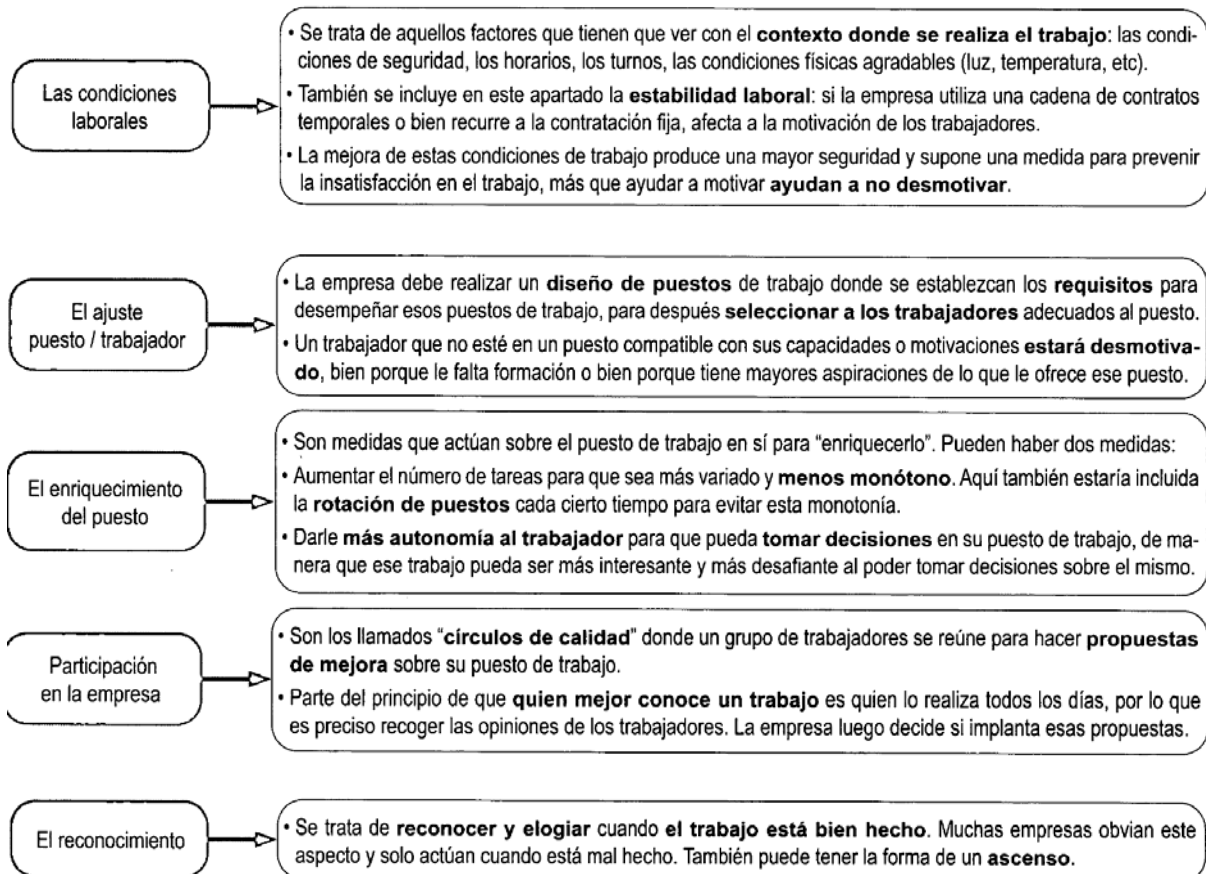 Las condiciones
laborales
• Se trata de aquellos factores que tienen que ver con el contexto donde se realiza el trabajo: las condi-
ciones de seguridad, los horarios, los turnos, las condiciones físicas agradables (luz, temperatura, etc).
• También se incluye en este apartado la estabilidad laboral: si la empresa utiliza una cadena de contratos
temporales o bien recurre a la contratación fija, afecta a la motivación de los trabajadores.
• La mejora de estas condiciones de trabajo produce una mayor seguridad y supone una medida para prevenir
la insatisfacción en el trabajo, más que ayudar a motivar ayudan a no desmotivar.
El ajuste
puesto / trabajador
• La empresa debe realizar un diseño de puestos de trabajo donde se establezcan los requisitos para
desempeñar esos puestos de trabajo, para después seleccionar a los trabajadores adecuados al puesto.
• Un trabajador que no esté en un puesto compatible con sus capacidades o motivaciones estará desmotiva-
do, bien porque le falta formación o bien porque tiene mayores aspiraciones de lo que le ofrece ese puesto.
El enriquecimiento
del puesto
• Son medidas que actúan sobre el puesto de trabajo en sí para “enriquecerlo”. Pueden haber dos medidas:
• Aumentar el número de tareas para que sea más variado y menos monótono. Aquí también estaría incluida
la rotación de puestos cada cierto tiempo para evitar esta monotonía.
• Darle más autonomía al trabajador para que pueda tomar decisiones en su puesto de trabajo, de ma-
nera que ese trabajo pueda ser más interesante y más desafiante al poder tomar decisiones sobre el mismo.
Participación
en la empresa
• Son los llamados “círculos de calidad” donde un grupo de trabajadores se reúne para hacer propuestas
de mejora sobre su puesto de trabajo.
• Parte del principio de que quien mejor conoce un trabajo es quien lo realiza todos los días, por lo que
es preciso recoger las opiniones de los trabajadores. La empresa luego decide si implanta esas propuestas.
El reconocimiento
• Se trata de reconocer y elogiar cuando el trabajo está bien hecho. Muchas empresas obvian este
aspecto y solo actúan cuando está mal hecho. También puede tener la forma de un ascenso.